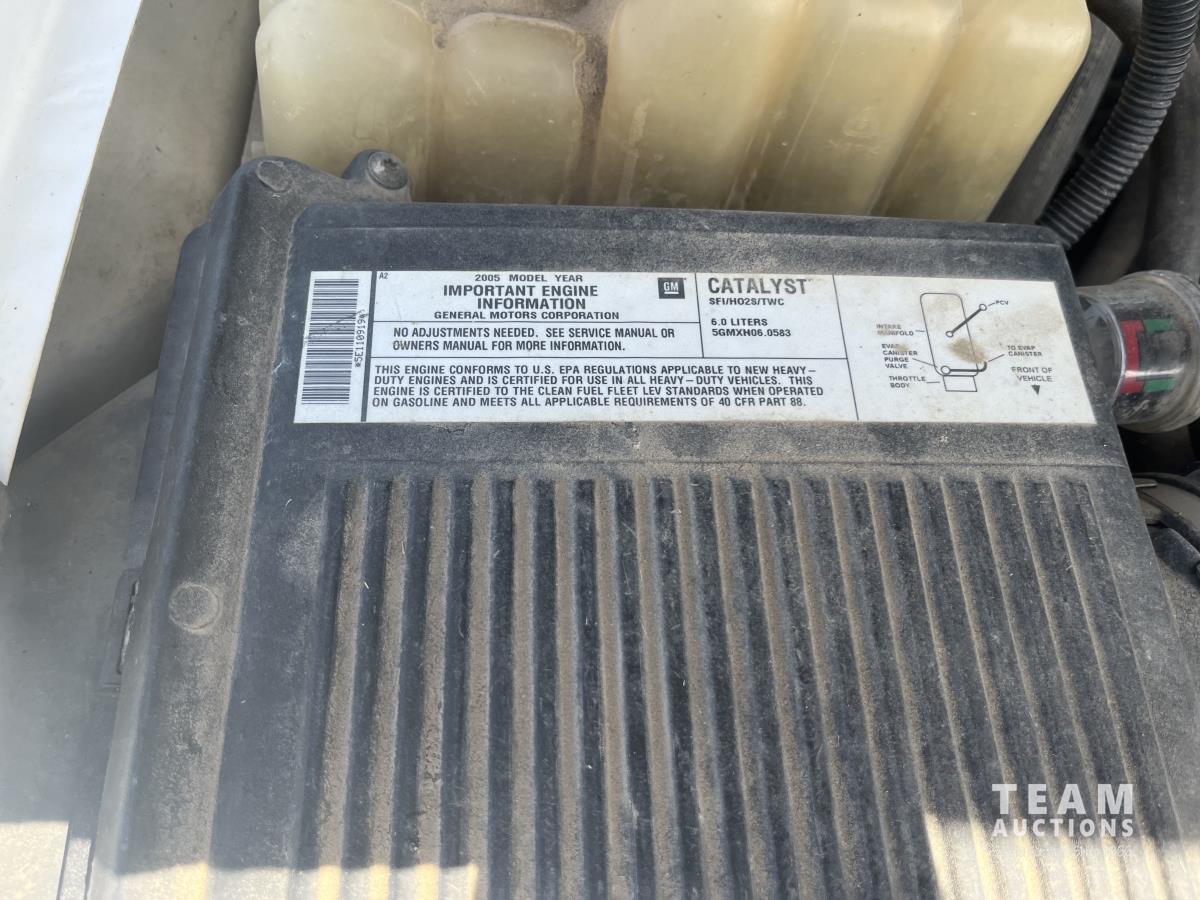 A2
2005 MODEL YEAR
IMPORTANT ENGINE
INFORMATION
GENERAL MOTORS CORPORATION
GM
NO ADJUSTMENTS NEEDED. SEE SERVICE MANUAL OR
OWNERS MANUAL FOR MORE INFORMATION.
CATALYST
SFI/HO2S/TWC
6.0 LITERS
5GMXH06.0583
THIS ENGINE CONFORMS TO U.S. EPA REGULATIONS APPLICABLE TO NEW HEAVY–
DUTY ENGINES AND IS CERTIFIED FOR USE IN ALL HEAVY–DUTY VEHICLES. THIS
ENGINE IS CERTIFIED TO THE CLEAN FUEL FLEET LEV STANDARDS WHEN OPERATED
ON GASOLINE AND MEETS ALL APPLICABLE REQUIREMENTS OF 40 CFR PART 88.
*5E110919*
PCV
INTAKE
MANIFOLD
EVAP
CANISTER
PURGE
VALVE
THROTTLE
BODY
TO EVAP
CANISTER
FRONT OF
VEHICLE
TEAM
AUCTIONS